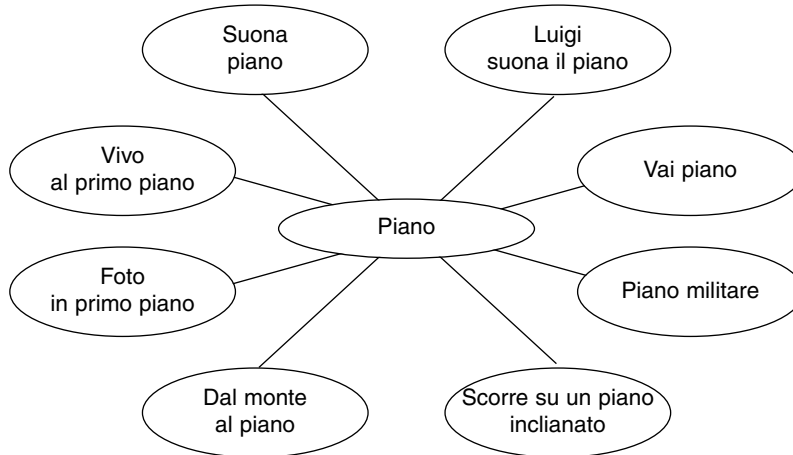 Suona
piano
Luigi
suona il piano
Vivo
al primo piano
Vai piano
Piano
Foto
in primo piano
Piano militare
Dal monte
al piano
Scorre su un piano
inclianato